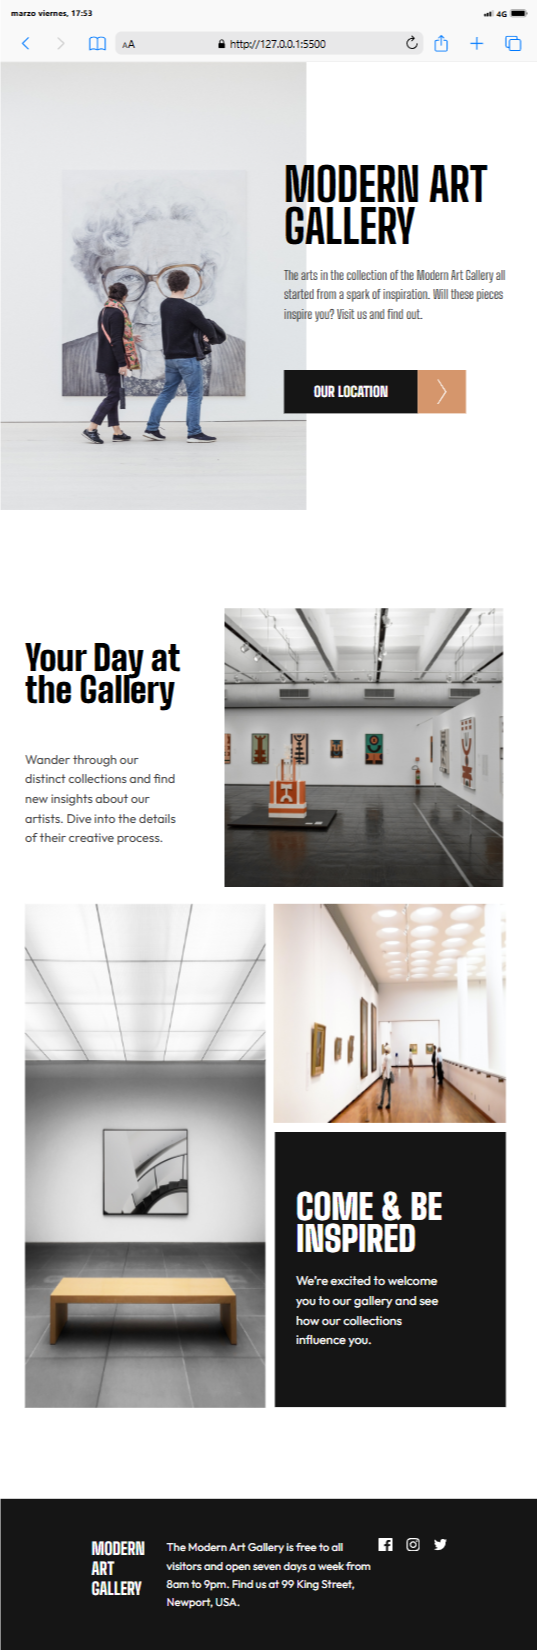 marzo viernes, 17:53
4G
AA
http://127.0.0.1:5500
MODERN ART
GALLERY
The arts in the collection of the Modern Art Gallery all
started from a spark of inspiration. Will these pieces
inspire you? Visit us and find out.
OUR LOCATION
Your Day at
the Gallery
Wander through our
distinct collections and find
new insights about our
artists. Dive into the details
of their creative process.
COME & BE
INSPIRED
We're excited to welcome
you to our gallery and see
how our collections
influence you.
MODERN
ART
GALLERY
The Modern Art Gallery is free to all
visitors and open seven days a week from
8am to 9pm. Find us at 99 King Street,
Newport, USA.